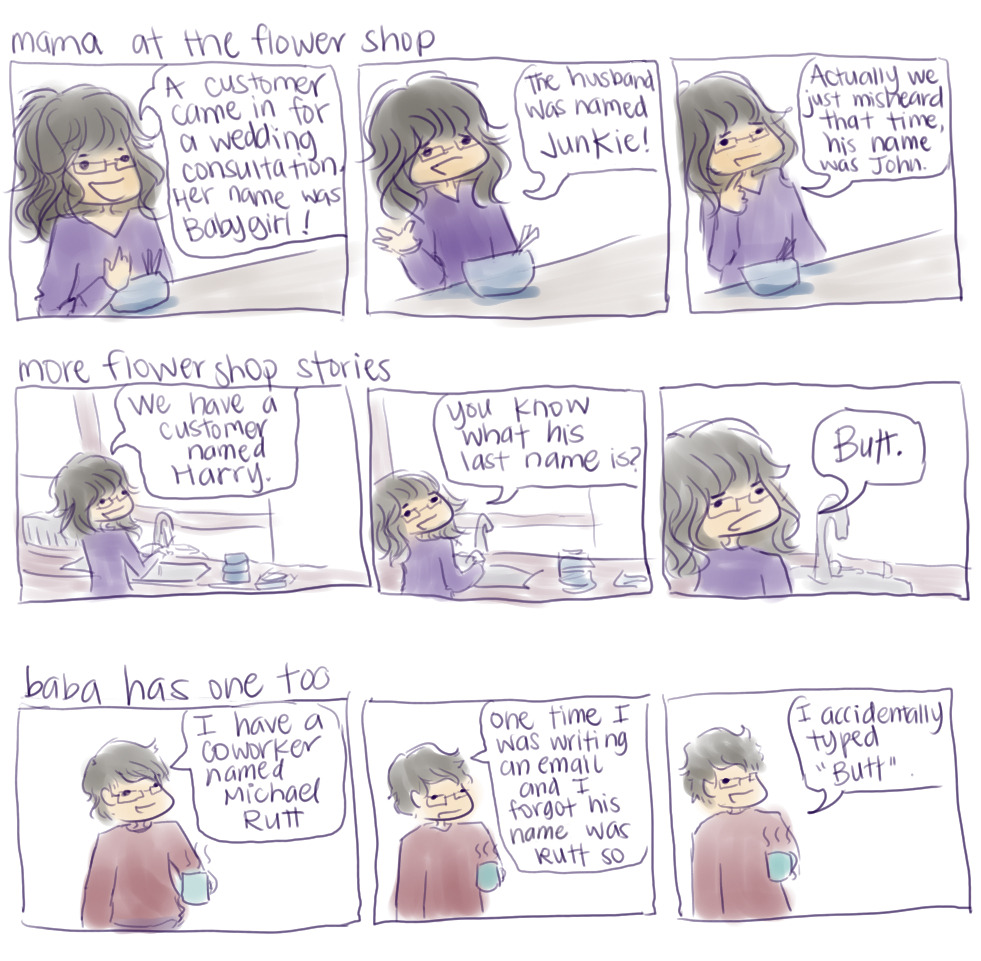 mama at the flower shop
A customer
came in for
a wedding
consultation.
Her name was
Babygirl!
The husband
was named
Junkie!
Actually we
just misheard
that time,
his name
was John.
more flower shop stories
We have a
customer
named
Harry.
you know
what his
last name is?
Butt.
baba has one too
I have a
coworker
named
Michael
Rutt
one time I
was writing
an email
and I
forgot his
name was
Rutt so
I accidentally
typed
"Butt".